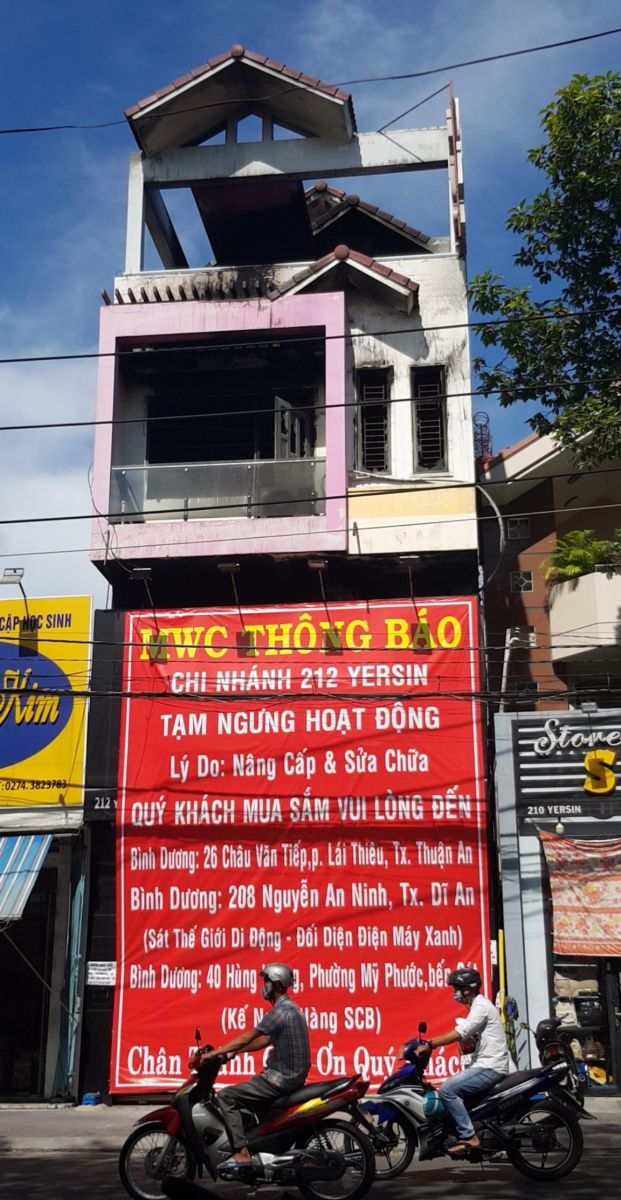 CẤP HỌC SINH
Kim
ĐT: 0274.3823783
MWC THÔNG BÁO
CHI NHÁNH 212 YERSIN
TẠM NGƯNG HOẠT ĐỘNG
Lý Do: Nâng Cấp & Sửa Chữa
QUÝ KHÁCH MUA SẮM VUI LÒNG ĐẾN
Bình Dương: 26 Châu Văn Tiếp,p. Lái Thiêu, Tx. Thuận An
Bình Dương: 208 Nguyễn An Ninh, Tx. Dĩ An
(Sát Thế Giới Di Động - Đối Diện Điện Máy Xanh)
Bình Dương: 40 Hùng Phường Mỹ Phước,bến
(Kế Hàng SCB)
Chân Ơn Quý
212 Y
Store
S
210 YERSIN